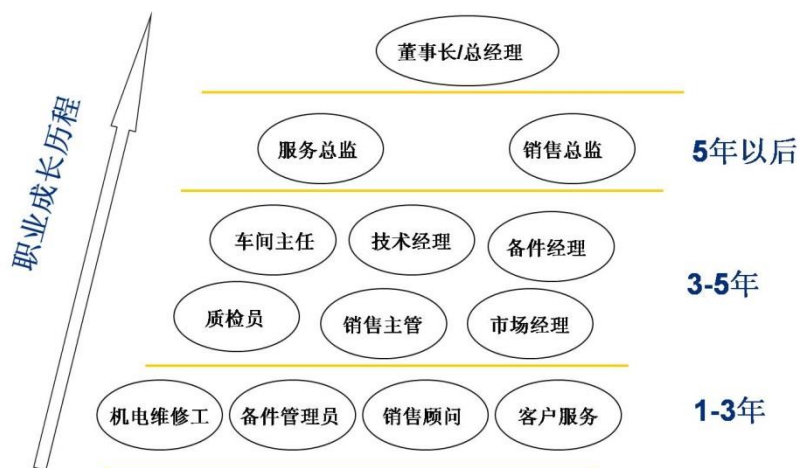 董事长/总经理
服务总监 销售总监 5年以后
职业成长历程
车间主任 技术经理 备件经理
3-5年
质检员 销售主管 市场经理
机电维修工 备件管理员 销售顾问 客户服务 1-3年